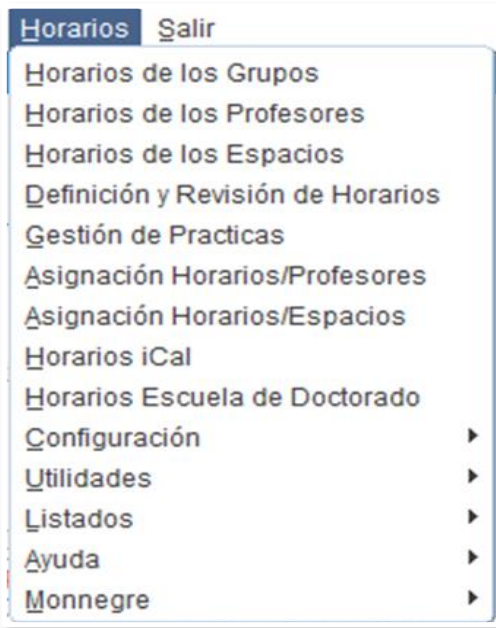 Horarios Salir
Horarios de los Grupos
Horarios de los Profesores
Horarios de los Espacios
Definición y Revisión de Horarios
Gestión de Practicas
Asignación Horarios/Profesores
Asignación Horarios/Espacios
Horarios iCal
Horarios Escuela de Doctorado
Configuración
Utilidades
Listados
Ayuda
Monnegre